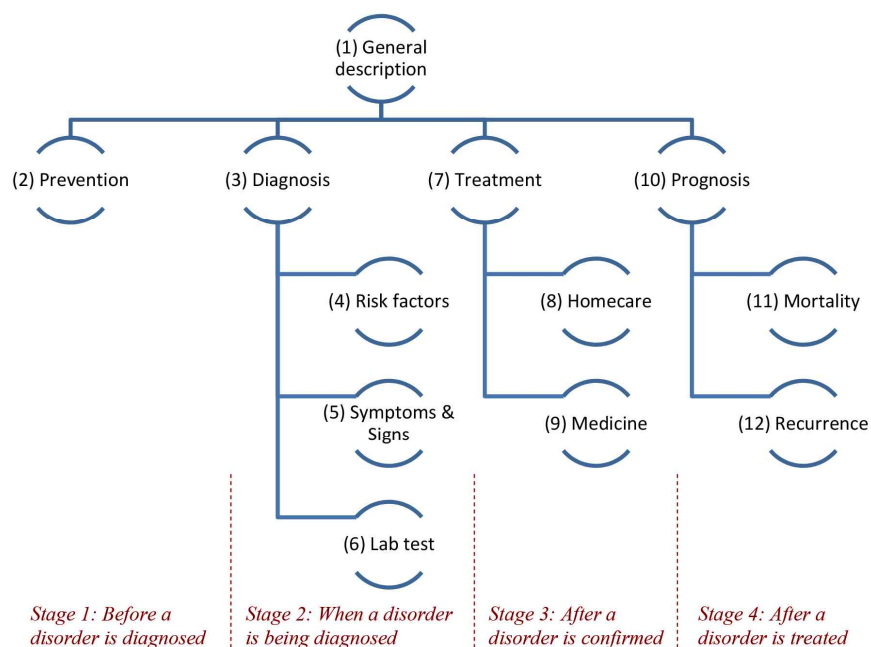 (1) General
description
(2) Prevention
(3) Diagnosis
(7) Treatment
(10) Prognosis
(4) Risk factors
(8) Homecare
(11) Mortality
(5) Symptoms &
Signs
(9) Medicine
(12) Recurrence
(6) Lab test
Stage 1: Before a
disorder is diagnosed
Stage 2: When a disorder
is being diagnosed
Stage 3: After a
disorder is confirmed
Stage 4: After a
disorder is treated